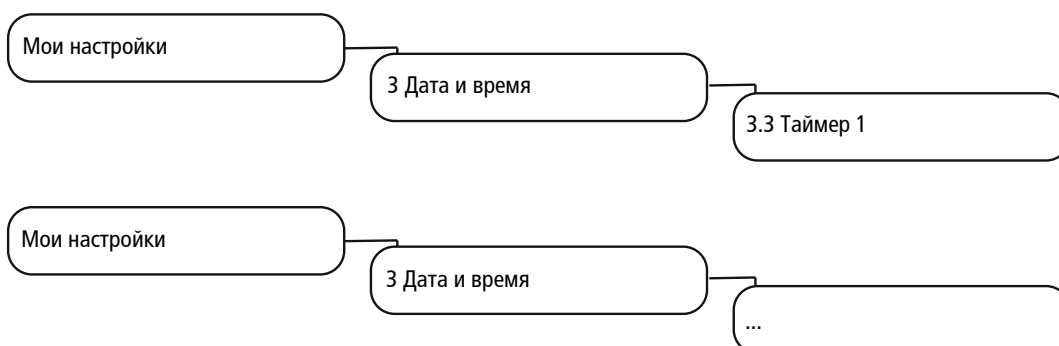 Мои настройки
3 Дата и время
3.3 Таймер 1
Мои настройки
3 Дата и время
...